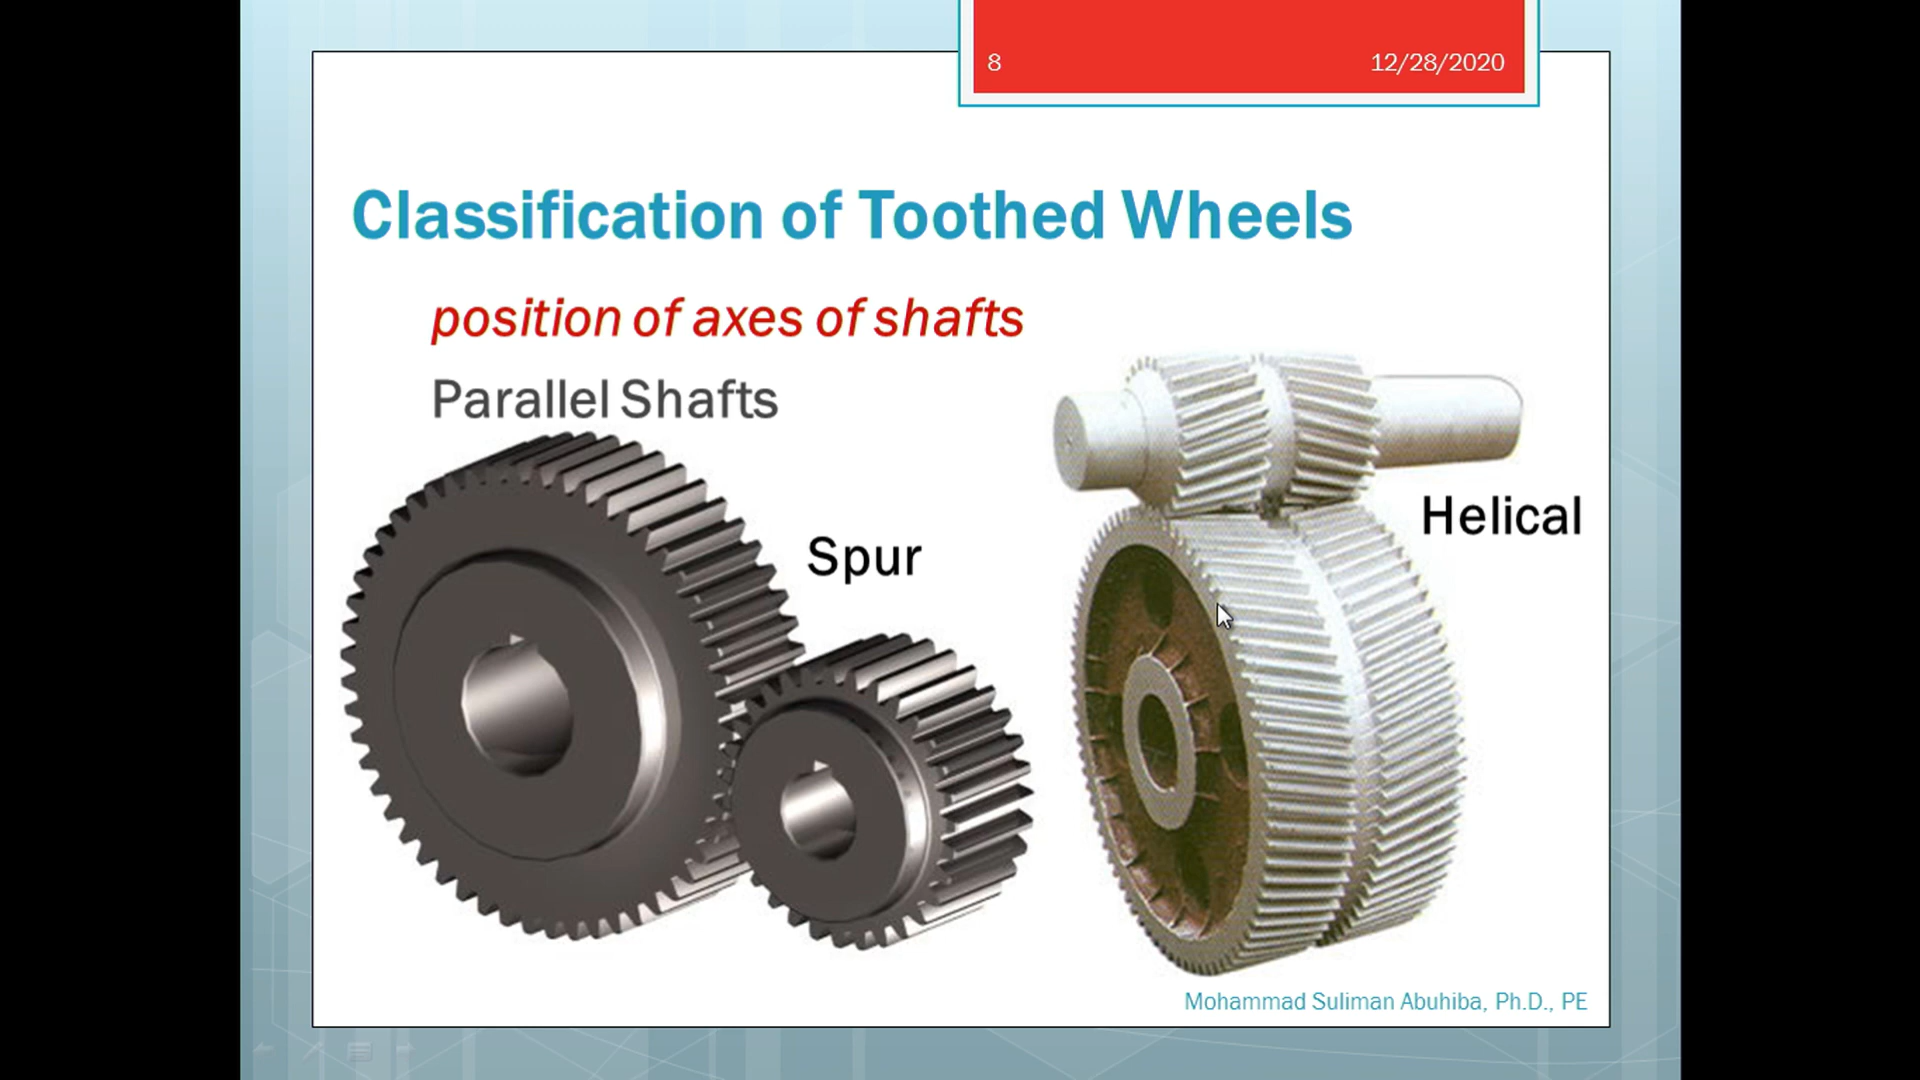 8
12/28/2020
Classification of Toothed Wheels
position of axes of shafts
Parallel Shafts
Spur
Helical
Mohammad Suliman Abuhiba, Ph.D., PE